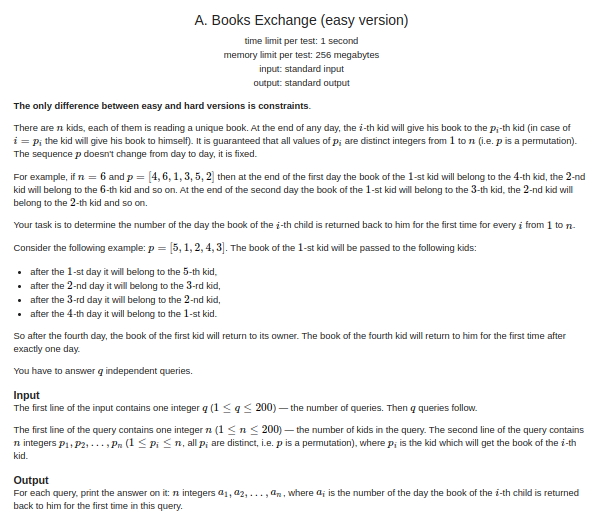 A. Books Exchange (easy version)
time limit per test: 1 second
memory limit per test: 256 megabytes
input: standard input
output: standard output
The only difference between easy and hard versions is constraints.
There are n kids, each of them is reading a unique book. At the end of any day, the i-th kid will give his book to the p_i-th kid (in case of
i = p_i the kid will give his book to himself). It is guaranteed that all values of p_i are distinct integers from 1 to n (i.e. p is a permutation).
The sequence p doesn't change from day to day, it is fixed.
For example, if n = 6 and p = [4, 6, 1, 3, 5, 2] then at the end of the first day the book of the 1-st kid will belong to the 4-th kid, the 2-nd
kid will belong to the 6-th kid and so on. At the end of the second day the book of the 1-st kid will belong to the 3-th kid, the 2-nd kid will
belong to the 2-th kid and so on.
Your task is to determine the number of the day the book of the i-th child is returned back to him for the first time for every i from 1 to n.
Consider the following example: p = [5, 1, 2, 4, 3]. The book of the 1-st kid will be passed to the following kids:
• after the 1-st day it will belong to the 5-th kid,
• after the 2-nd day it will belong to the 3-rd kid,
• after the 3-rd day it will belong to the 2-nd kid,
• after the 4-th day it will belong to the 1-st kid.
So after the fourth day, the book of the first kid will return to its owner. The book of the fourth kid will return to him for the first time after
exactly one day.
You have to answer q independent queries.
Input
The first line of the input contains one integer q (1 ≤ q ≤ 200) — the number of queries. Then q queries follow.
The first line of the query contains one integer n (1 ≤ n ≤ 200) — the number of kids in the query. The second line of the query contains
n integers p_1, p_2, …, p_n (1 ≤ p_i ≤ n, all p_i are distinct, i.e. p is a permutation), where p_i is the kid which will get the book of the i-th
kid.
Output
For each query, print the answer on it: n integers a_1, a_2, …, a_n, where a_i is the number of the day the book of the i-th child is returned
back to him for the first time in this query.